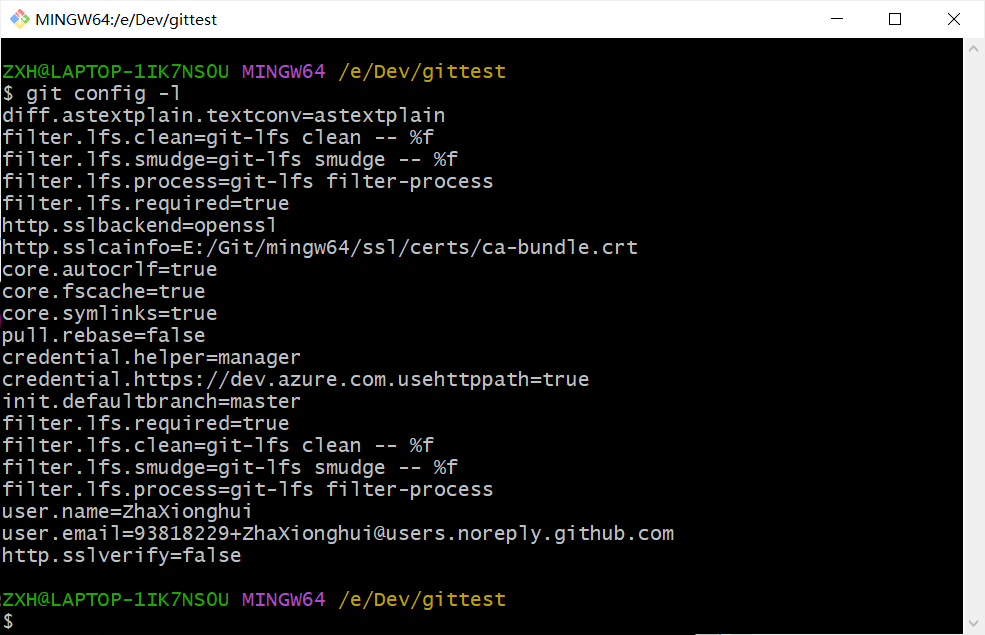 MINGW64:/e/Dev/gittest
ZXH@LAPTOP-1IK7NSOU MINGW64 /e/Dev/gittest
$ git config -l
diff.astextplain.textconv=astextplain
filter.lfs.clean=git-lfs clean -- %f
filter.lfs.smudge=git-lfs smudge -- %f
filter.lfs.process=git-lfs filter-process
filter.lfs.required=true
http.sslbackend=openssl
http.sslcainfo=E:/Git/mingw64/ssl/certs/ca-bundle.crt
core.autocrlf=true
core.fscache=true
core.symlinks=true
pull.rebase=false
credential.helper=manager
credential.https://dev.azure.com.usehttppath=true
init.defaultbranch=master
filter.lfs.required=true
filter.lfs.clean=git-lfs clean -- %f
filter.lfs.smudge=git-lfs smudge -- %f
filter.lfs.process=git-lfs filter-process
user.name=ZhaXionghui
user.email=93818229+ZhaXionghui@users.noreply.github.com
http.sslverify=false
ZXH@LAPTOP-1IK7NSOU MINGW64 /e/Dev/gittest
$